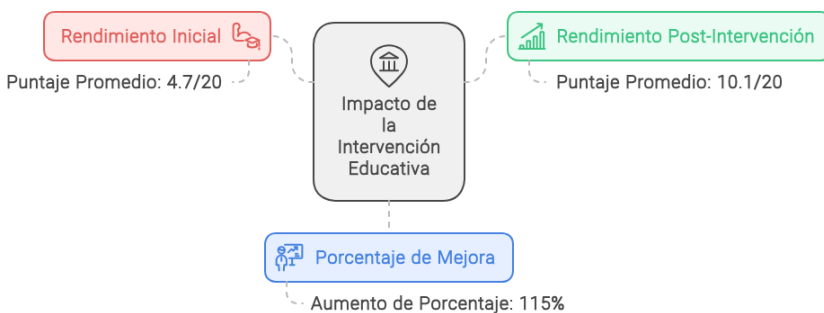 Rendimiento Inicial
Puntaje Promedio: 4.7/20
Impacto de
la
Intervención
Educativa
Rendimiento Post-Intervención
Puntaje Promedio: 10.1/20
Porcentaje de Mejora
Aumento de Porcentaje: 115%